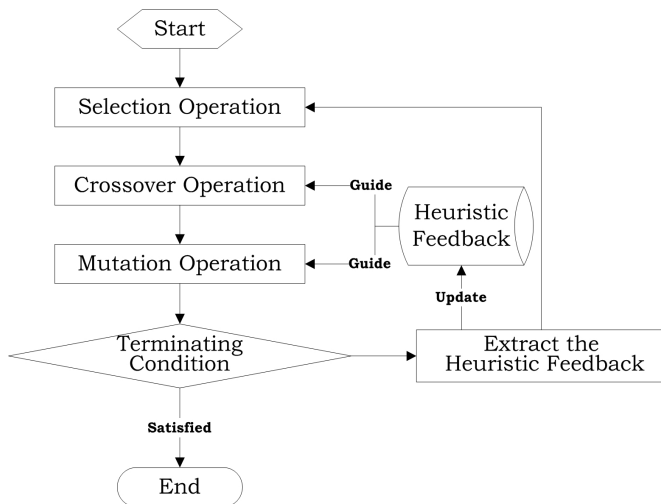 Start
Selection Operation
Crossover Operation
Guide
Heuristic
Feedback
Mutation Operation
Guide
Update
Terminating
Condition
Extract the
Heuristic Feedback
Satisfied
End